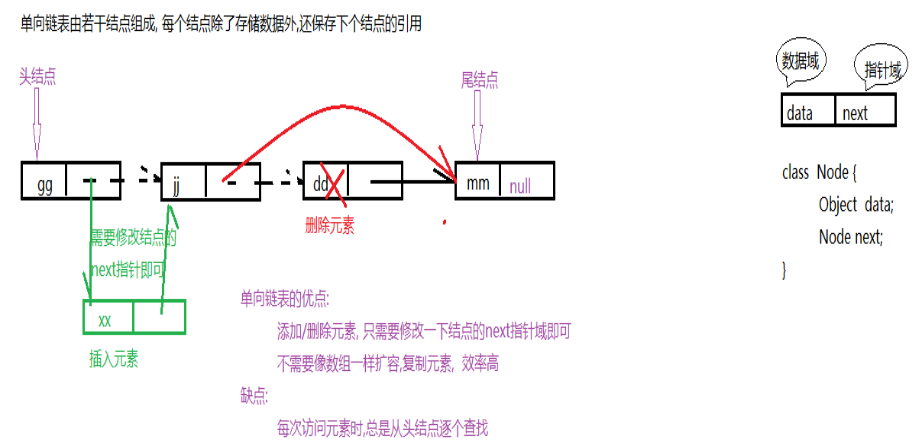 单向链表由若干结点组成, 每个结点除了存储数据外,还保存下个结点的引用
头结点
尾结点
数据域
指针域
data next
gg
jj
dd
mm null
class Node {
Object data;
Node next;
}
删除元素
需要修改结点的
next指针即可
xx
插入元素
单向链表的优点:
添加/删除元素, 只需要修改一下结点的next指针域即可
不需要像数组一样扩容,复制元素, 效率高
缺点:
每次访问元素时,总是从头结点逐个查找